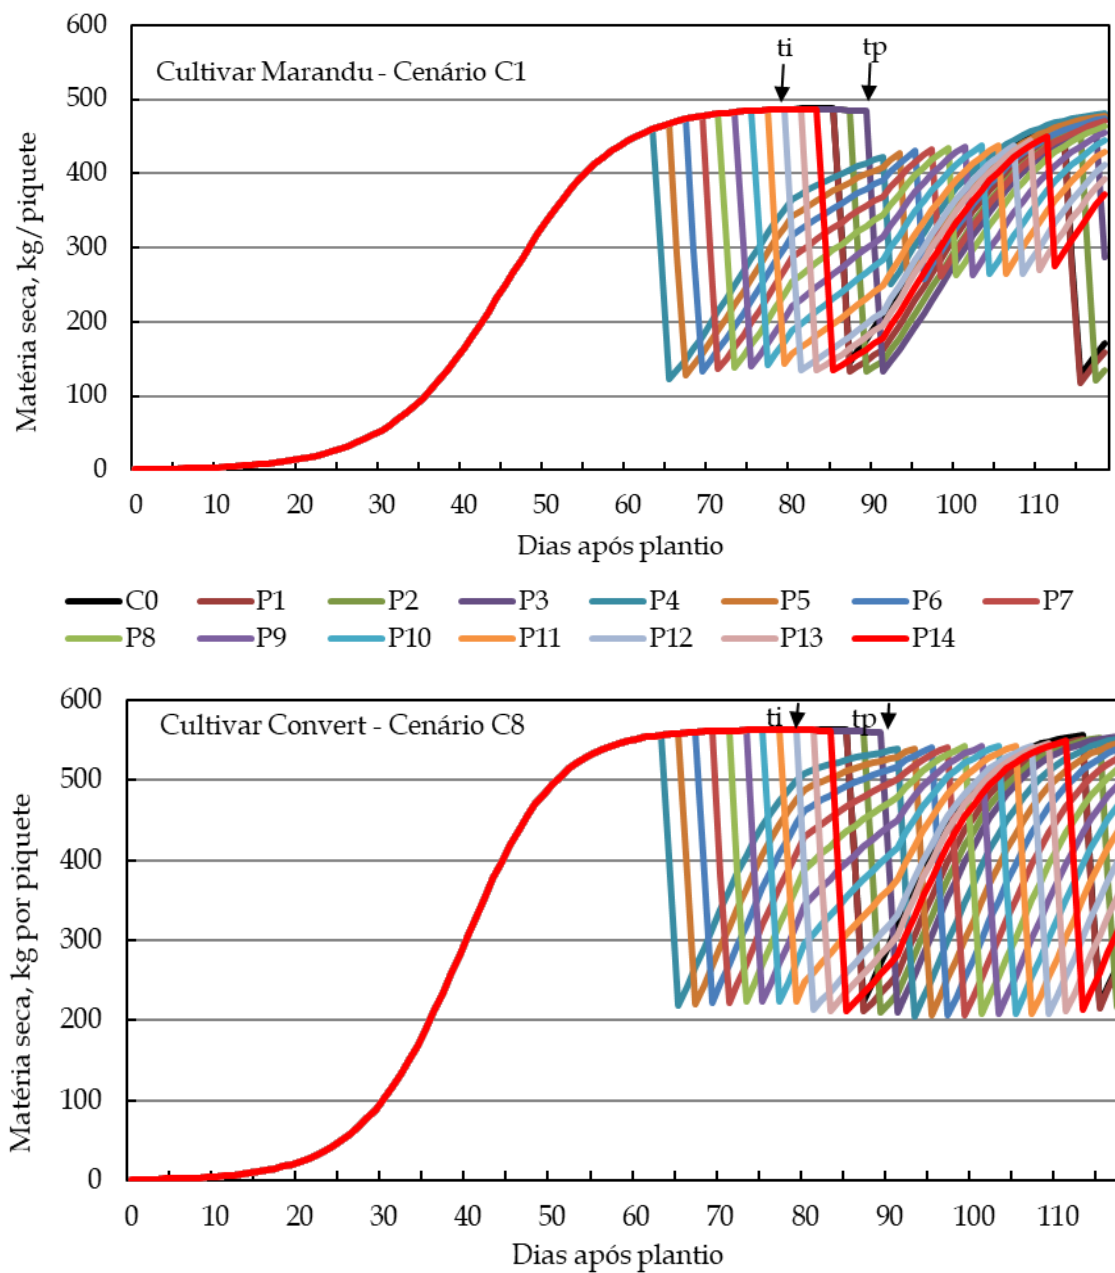 600
ti tp
Cultivar Marandu - Cenário C1
500
400
300
200
100
0
Matéria seca, kg/piquete
0 10 20 30 40 50 60 70 80 90 100 110
Dias após plantio
C0 P1 P2 P3 P4 P5 P6 P7
P8 P9 P10 P11 P12 P13 P14
600
ti tp
Cultivar Convert - Cenário C8
500
400
300
200
100
0
Matéria seca, kg por piquete
0 10 20 30 40 50 60 70 80 90 100 110
Dias após plantio